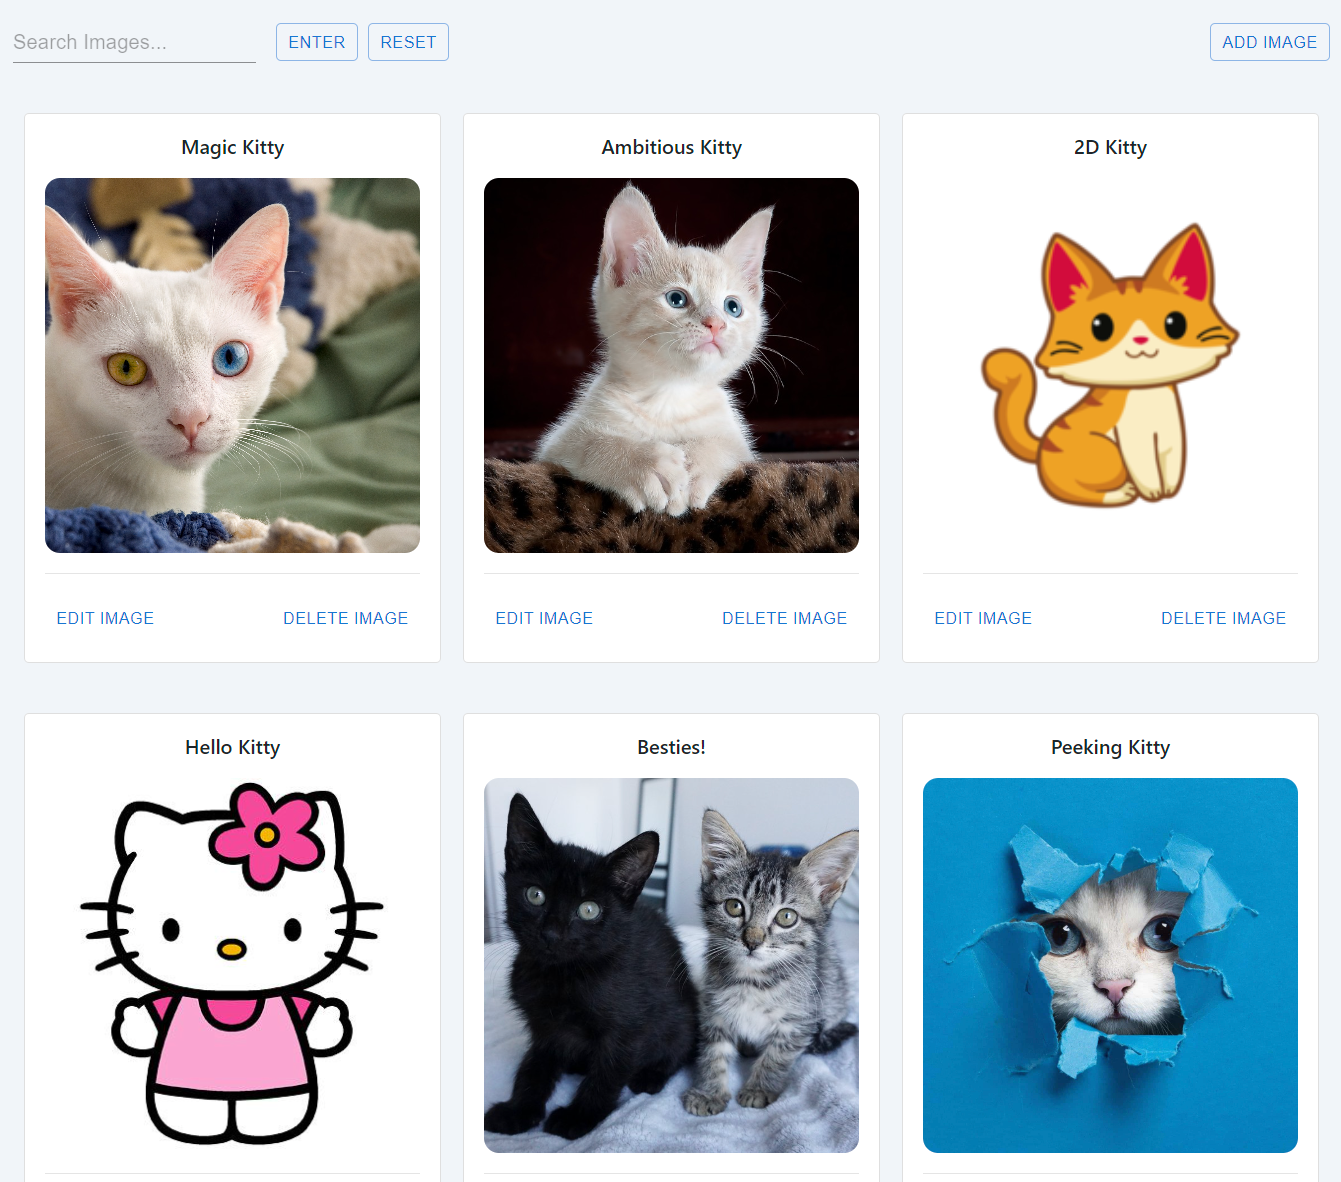 Search Images... ENTER RESET ADD IMAGE
Magic Kitty
Ambitious Kitty
2D Kitty
EDIT IMAGE DELETE IMAGE
EDIT IMAGE DELETE IMAGE
EDIT IMAGE DELETE IMAGE
Hello Kitty
Besties!
Peeking Kitty